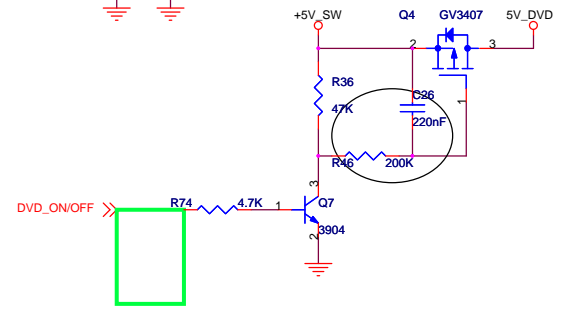 +5V_SW Q4 GV3407 5V_DVD
2 3
R36 C26 1
47K 220nF
R46 200K
3
DVD_ON/OFF R74 4.7K 1 Q7
3904
2